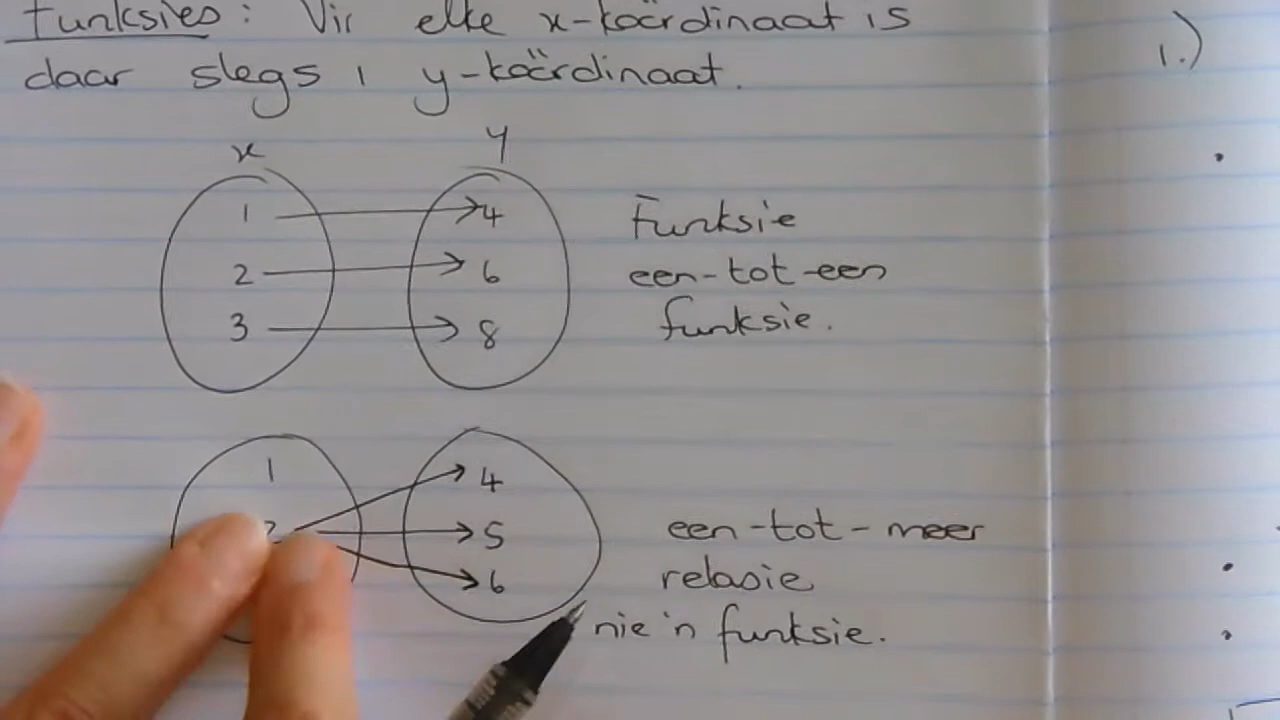 Funksies: Vir elke x-koördinaat is
daar slegs 1 y-koördinaat.
1.)
x y
1 4 Funksie
2 6 een-tot-een
3 8 funksie.
1 4
2 5 een-tot-meer
6 relasie
nie 'n funksie.